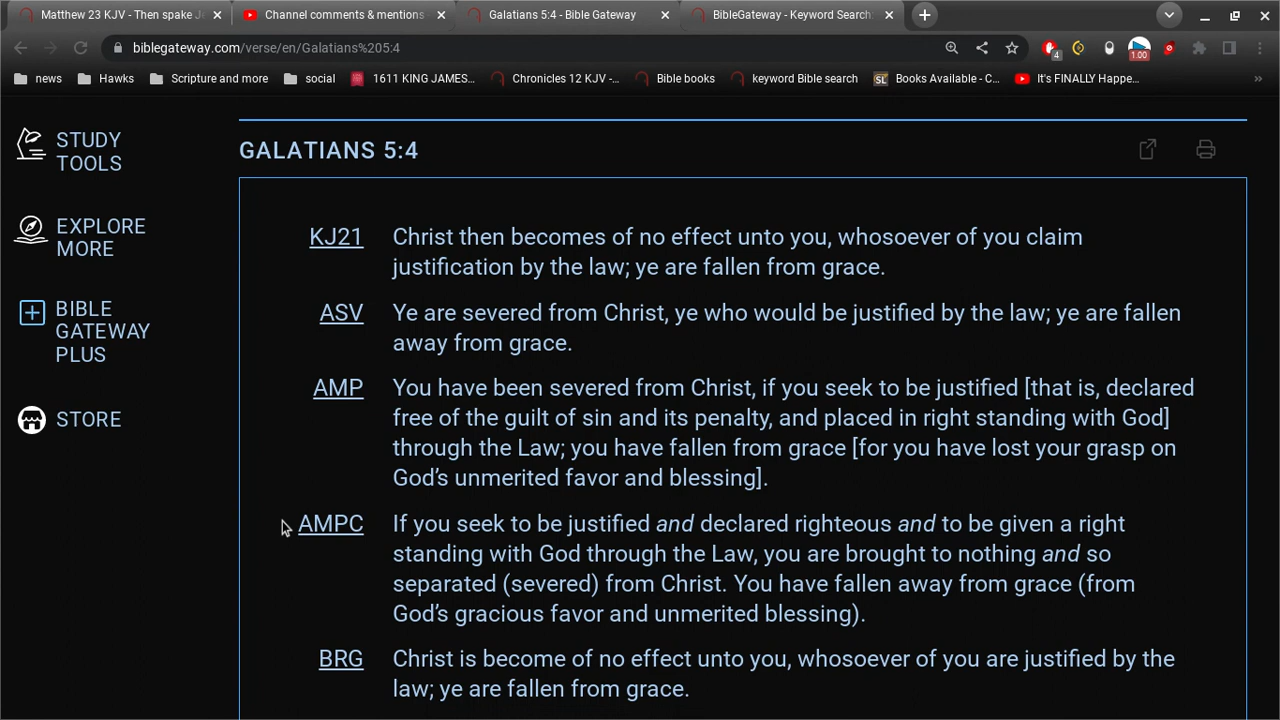 Matthew 23 KJV - Then spake Je
Channel comments & mentions -
Galatians 5:4 - Bible Gateway
BibleGateway - Keyword Search:
biblegateway.com/verse/en/Galatians%205:4
4
1.00
news
Hawks
Scripture and more
social
1611 KING JAMES…
Chronicles 12 KJV -…
Bible books
keyword Bible search
SL
Books Available - C…
It's FINALLY Happe…
»
STUDY
TOOLS
EXPLORE
MORE
BIBLE
GATEWAY
PLUS
STORE
GALATIANS 5:4
KJ21 Christ then becomes of no effect unto you, whosoever of you claim
justification by the law; ye are fallen from grace.
ASV Ye are severed from Christ, ye who would be justified by the law; ye are fallen
away from grace.
AMP You have been severed from Christ, if you seek to be justified [that is, declared
free of the guilt of sin and its penalty, and placed in right standing with God]
through the Law; you have fallen from grace [for you have lost your grasp on
God’s unmerited favor and blessing].
AMPC If you seek to be justified and declared righteous and to be given a right
standing with God through the Law, you are brought to nothing and so
separated (severed) from Christ. You have fallen away from grace (from
God’s gracious favor and unmerited blessing).
BRG Christ is become of no effect unto you, whosoever of you are justified by the
law; ye are fallen from grace.